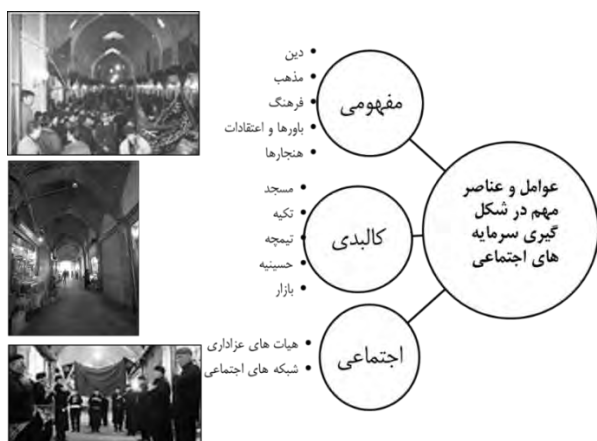 عوامل و عناصر
مهم در شکل
گیری سرمایه
های اجتماعی
مفهومی
• دین
• مذهب
• فرهنگ
• باورها و اعتقادات
• هنجارها
کالبدی
• مسجد
• تکیه
• تیمچه
• حسینیه
• بازار
اجتماعی
• هیات های عزاداری
• شبکه های اجتماعی